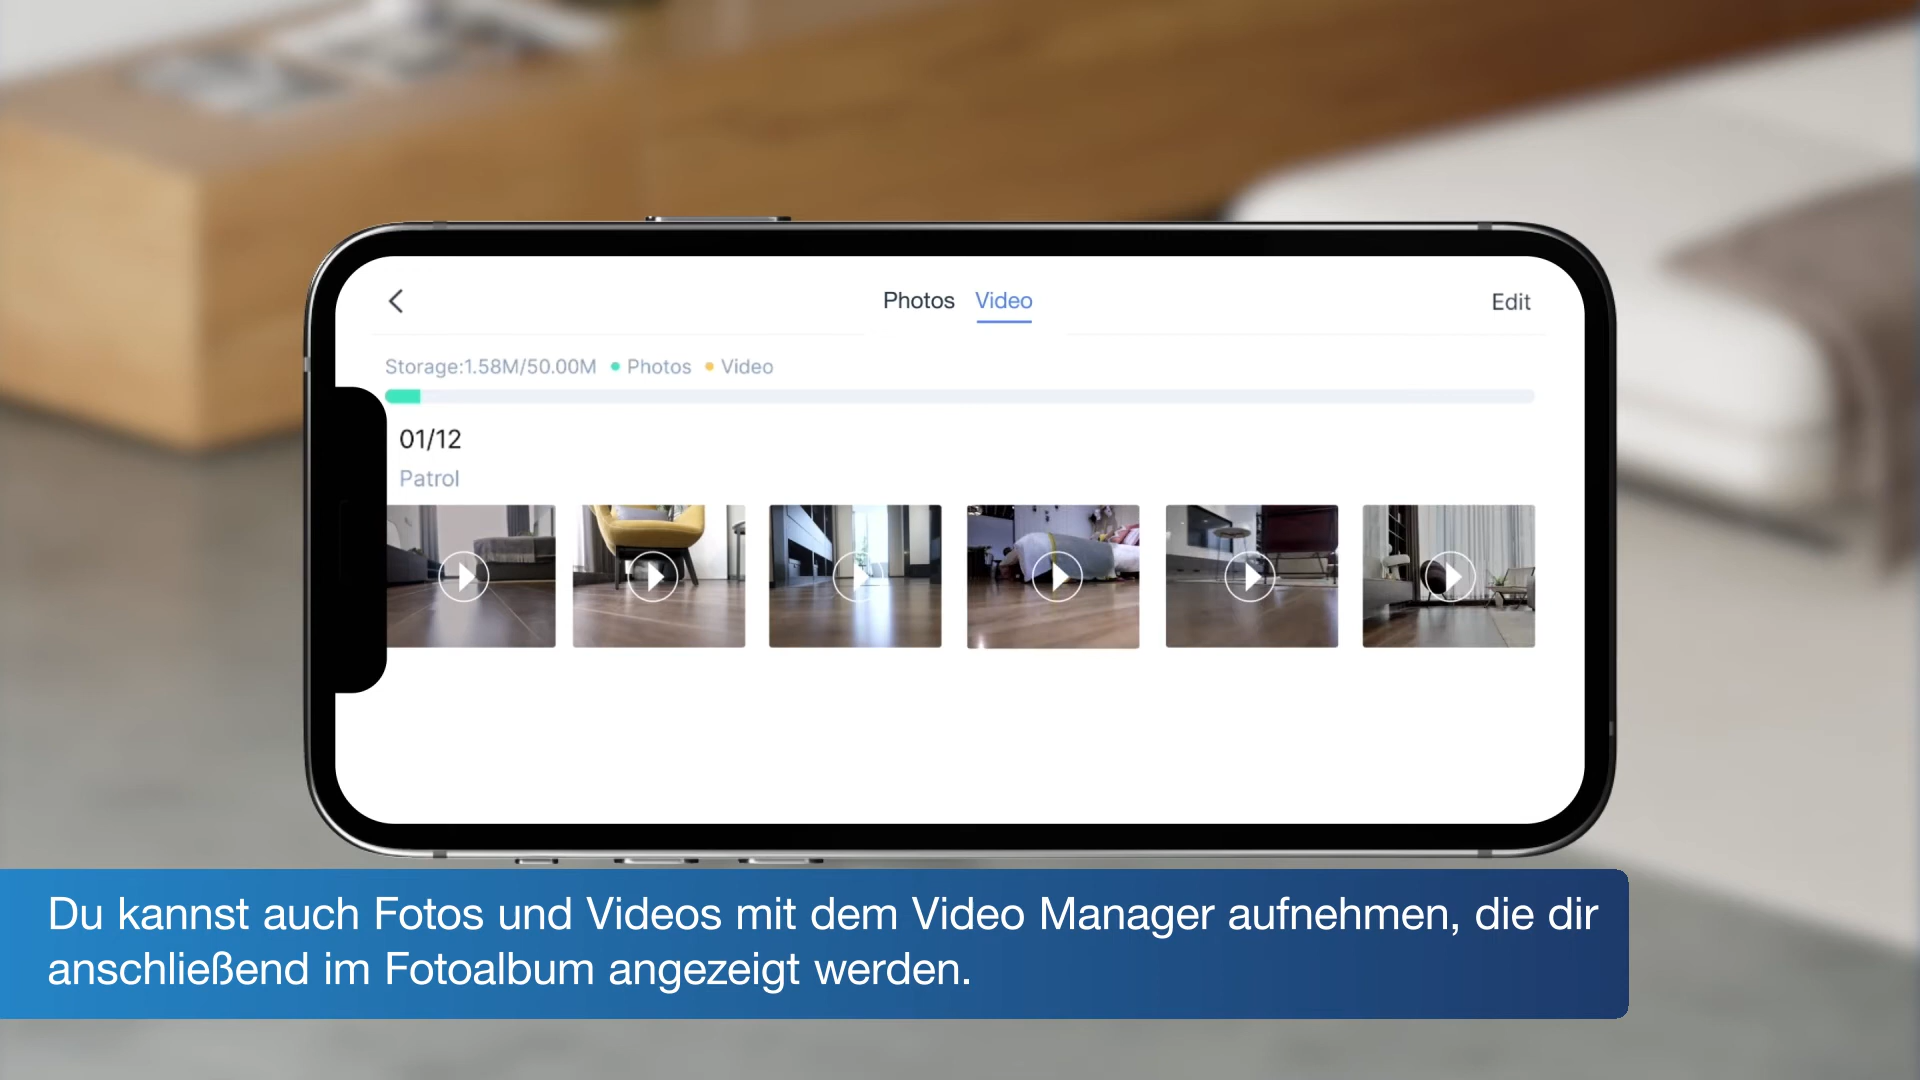 Photos Video Edit
Storage:1.58M/50.00M Photos Video
01/12
Patrol
Du kannst auch Fotos und Videos mit dem Video Manager aufnehmen, die dir
anschließend im Fotoalbum angezeigt werden.